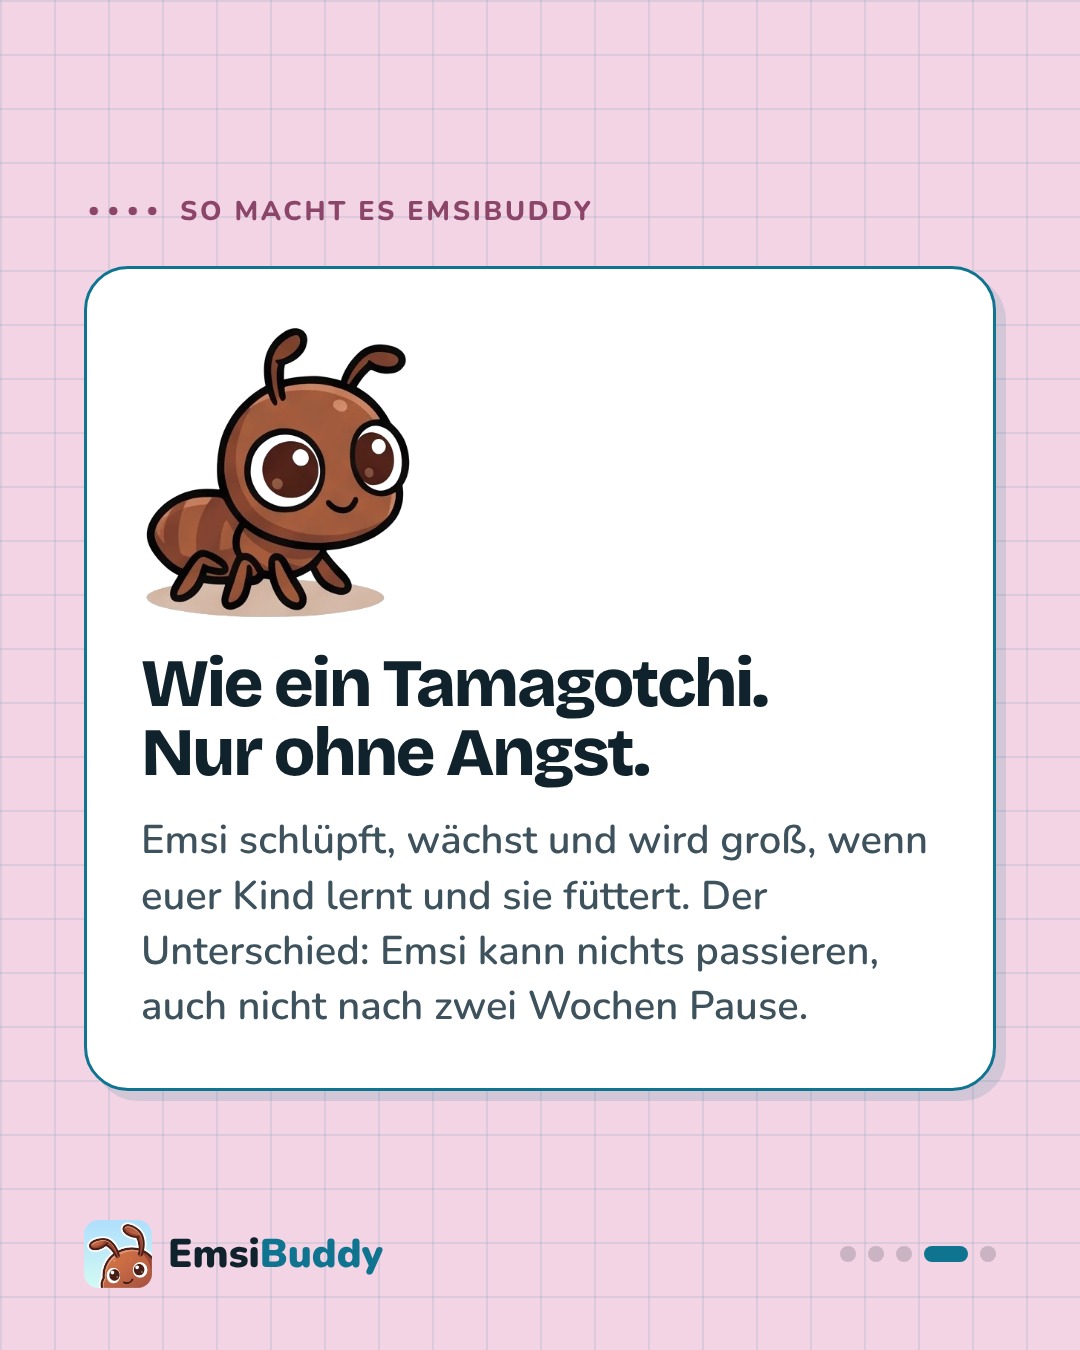 SO MACHT ES EMSIBUDDY
Wie ein Tamagotchi.
Nur ohne Angst.
Emsi schlüpft, wächst und wird groß, wenn
euer Kind lernt und sie füttert. Der
Unterschied: Emsi kann nichts passieren,
auch nicht nach zwei Wochen Pause.
EmsiBuddy